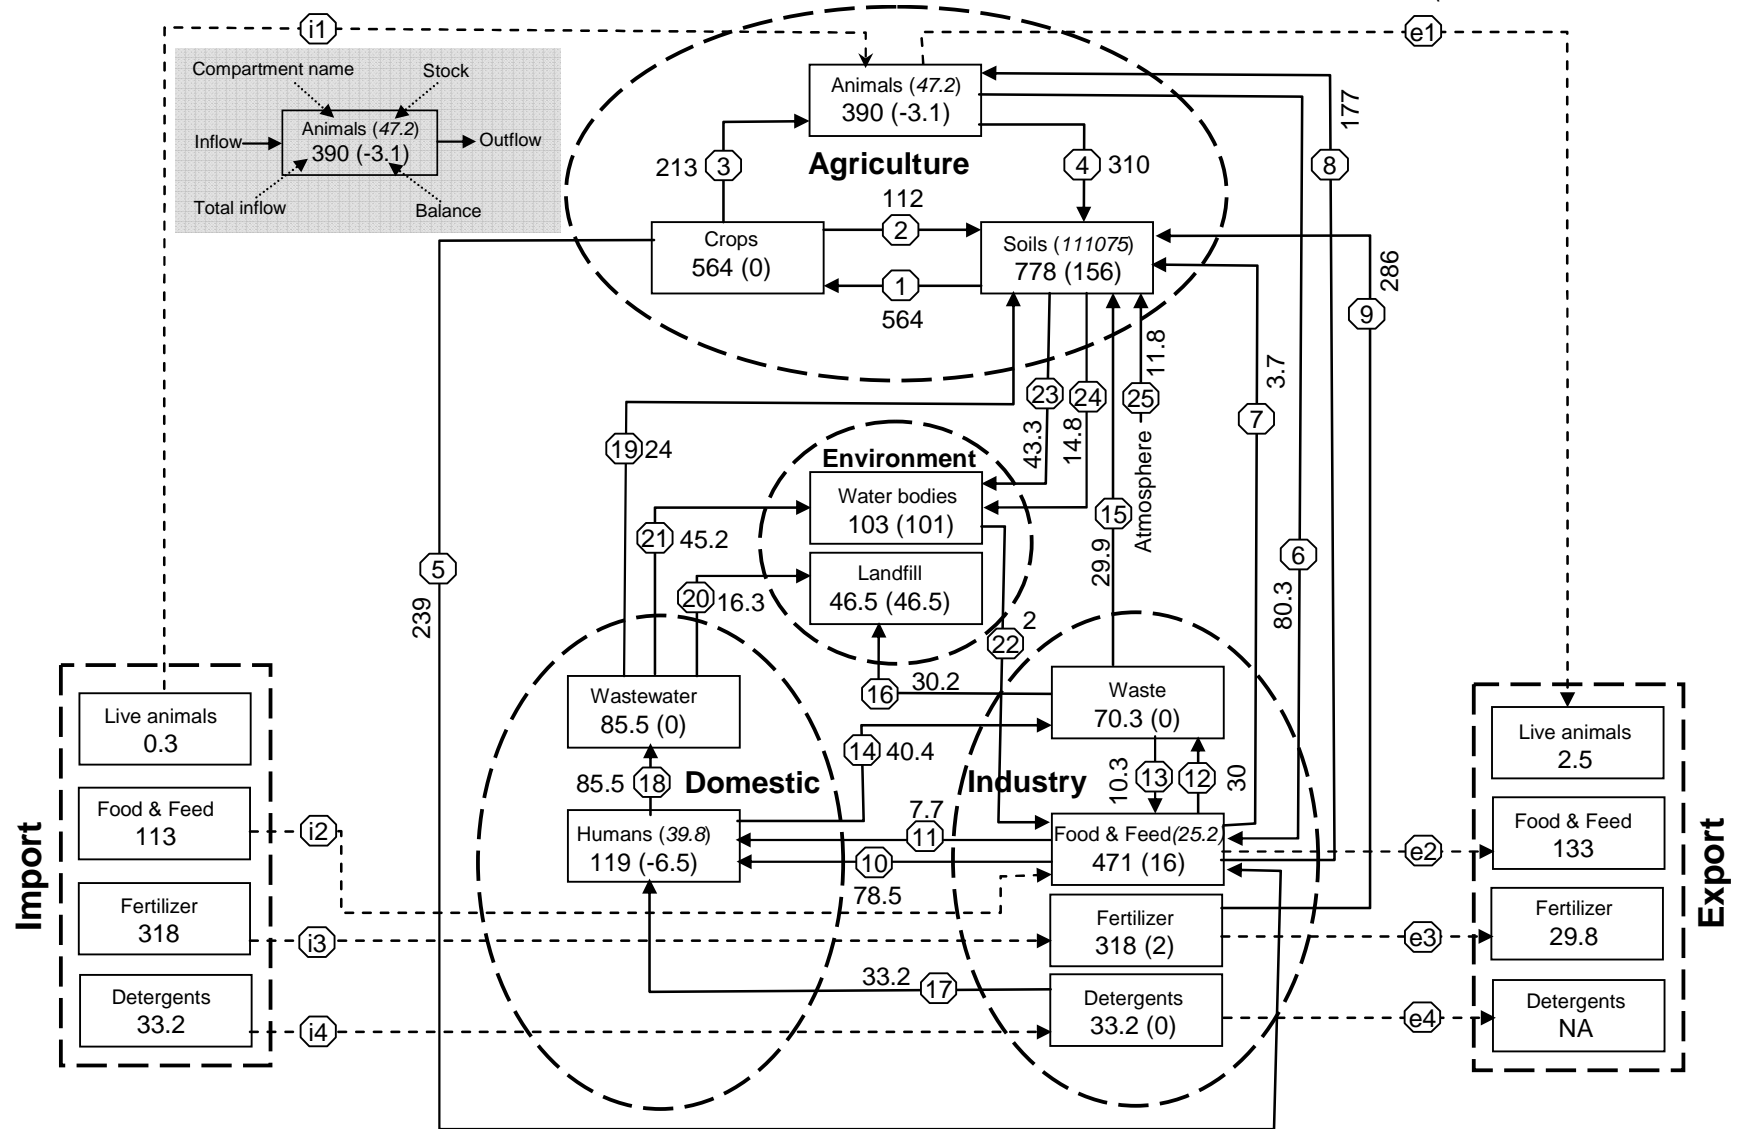 i1
e1
Compartment name
Stock
Inflow
Animals (47.2)
390 (-3.1)
Outflow
Total inflow
Balance
Animals (47.2)
390 (-3.1)
Agriculture
213
3
4
310
177
8
112
2
Crops
564 (0)
Soils (111075)
778 (156)
1
564
286
9
11.8
25
Atmosphere
3.7
7
23
43.3
24
14.8
19
24
Environment
Water bodies
103 (101)
21
45.2
15
29.9
6
80.3
5
239
Landfill
46.5 (46.5)
20
16.3
22
2
16
30.2
Wastewater
85.5 (0)
Waste
70.3 (0)
14
40.4
85.5
18
Domestic
Industry
10.3
13
12
30
7.7
11
Humans (39.8)
119 (-6.5)
10
78.5
Food & Feed(25.2)
471 (16)
Fertilizer
318 (2)
33.2
17
Detergents
33.2 (0)
Import
Live animals
0.3
Food & Feed
113
i2
Fertilizer
318
i3
Detergents
33.2
i4
Export
Live animals
2.5
e2
Food & Feed
133
e3
Fertilizer
29.8
e4
Detergents
NA